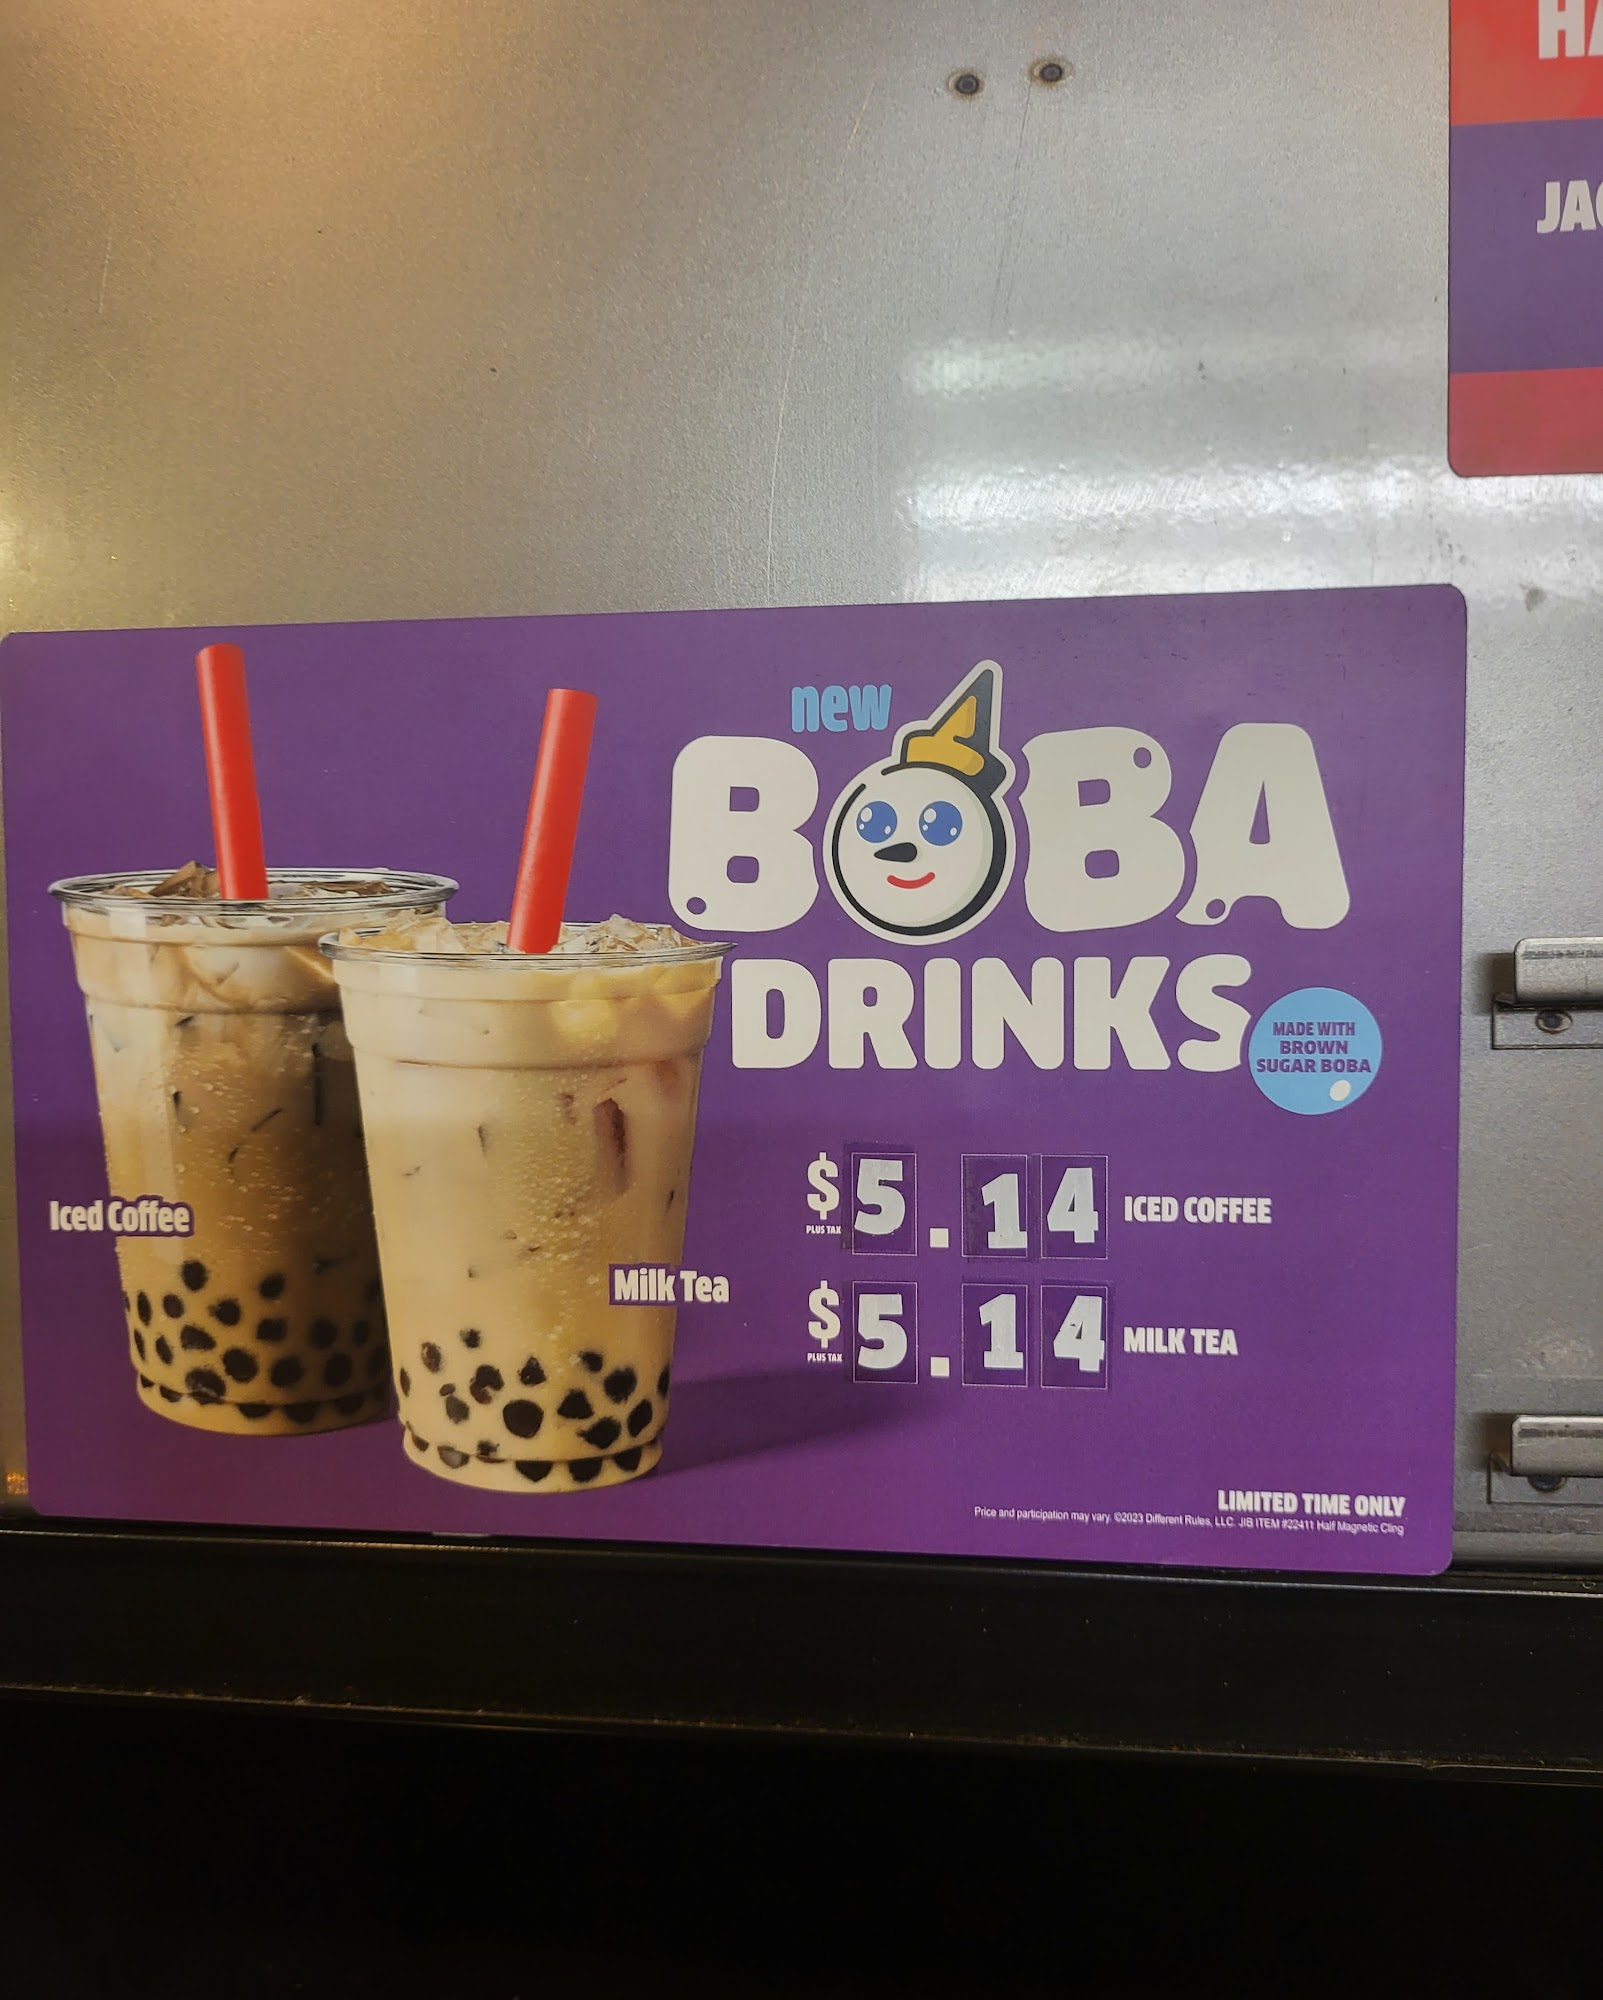 HA
JAC
new
BOBA
DRINKS
MADE WITH
BROWN
SUGAR BOBA
$5.14 ICED COFFEE
PLUS TAX
$5.14 MILK TEA
PLUS TAX
Iced Coffee
Milk Tea
LIMITED TIME ONLY
Price and participation may vary. ©2023 Different Rules, LLC. JIB ITEM #22411 Half Magnetic Cling